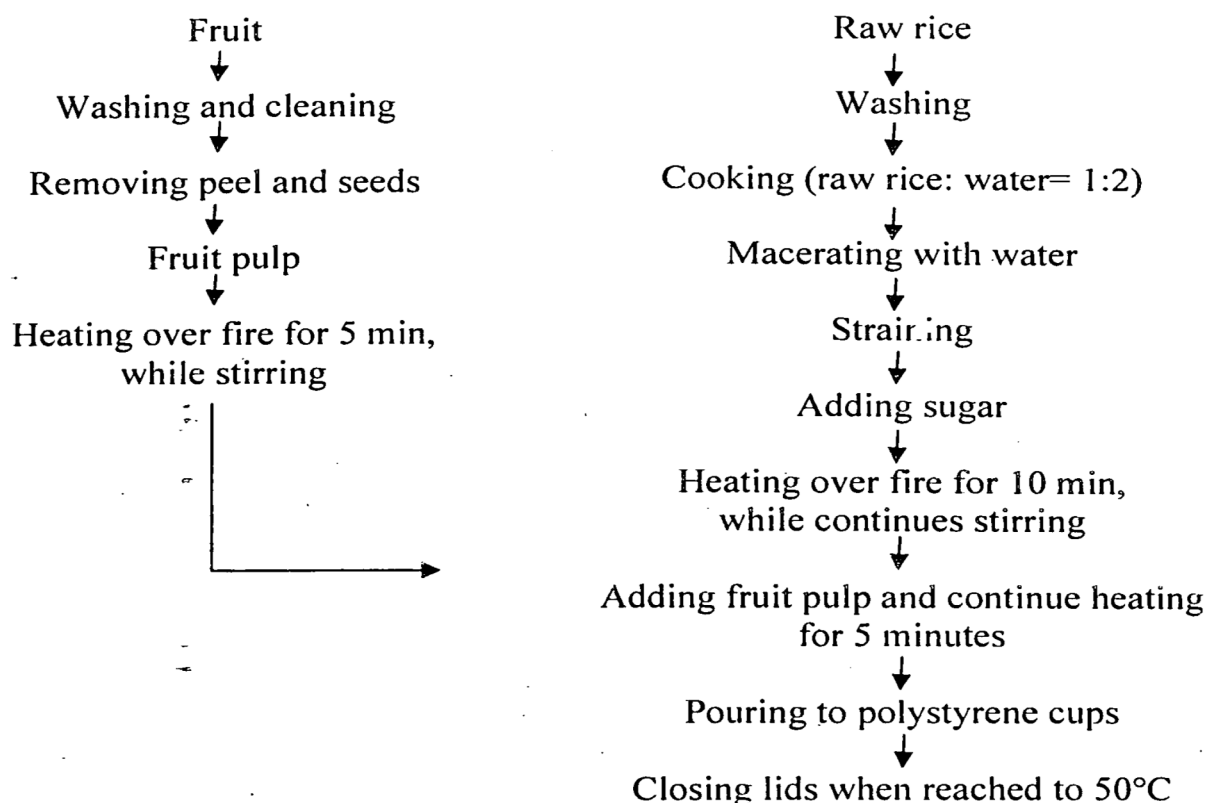 Fruit
Washing and cleaning
Removing peel and seeds
Fruit pulp
Heating over fire for 5 min,
while stirring
Raw rice
Washing
Cooking (raw rice: water= 1:2)
Macerating with water
Straining
Adding sugar
Heating over fire for 10 min,
while continues stirring
Adding fruit pulp and continue heating
for 5 minutes
Pouring to polystyrene cups
Closing lids when reached to 50°C